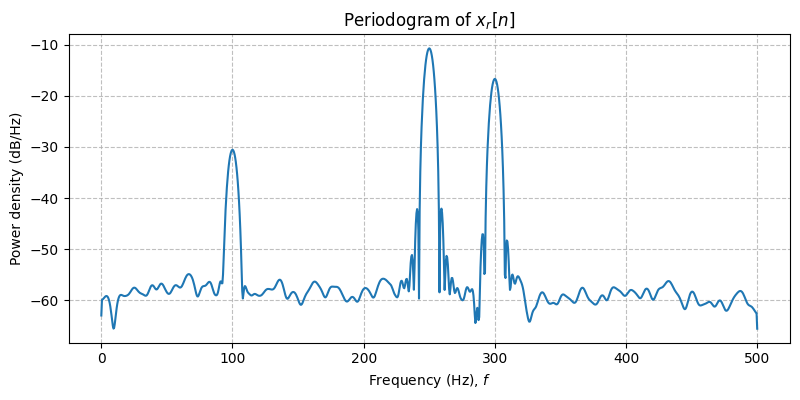 Periodogram of xᵣ[n]
Power density (dB/Hz)
−10
−20
−30
−40
−50
−60
0 100 200 300 400 500
Frequency (Hz), f